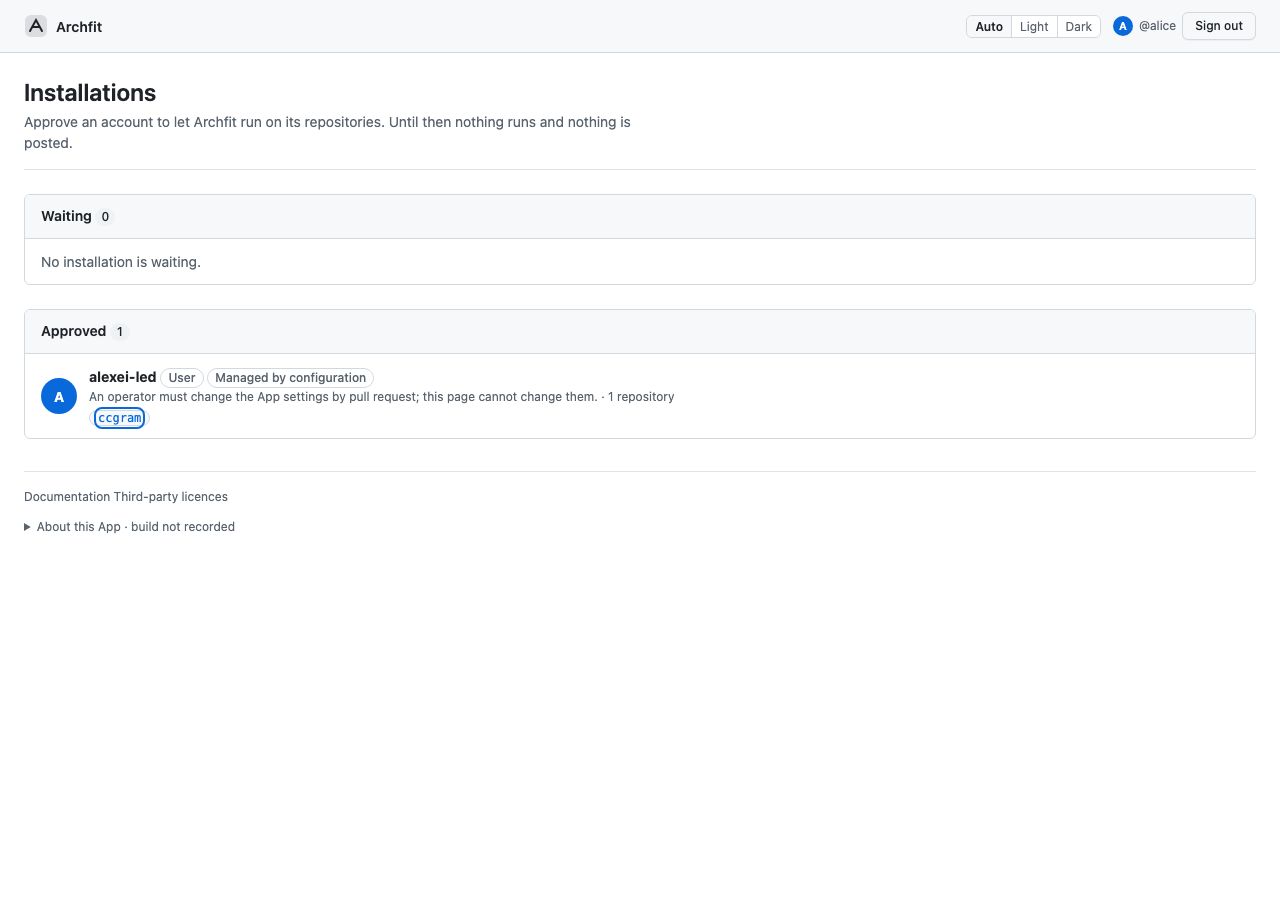 Archfit
Auto Light Dark A @alice Sign out
Installations
Approve an account to let Archfit run on its repositories. Until then nothing runs and nothing is
posted.
Waiting 0
No installation is waiting.
Approved 1
A
alexei-led User Managed by configuration
An operator must change the App settings by pull request; this page cannot change them. · 1 repository
ccgram
Documentation Third-party licences
About this App · build not recorded